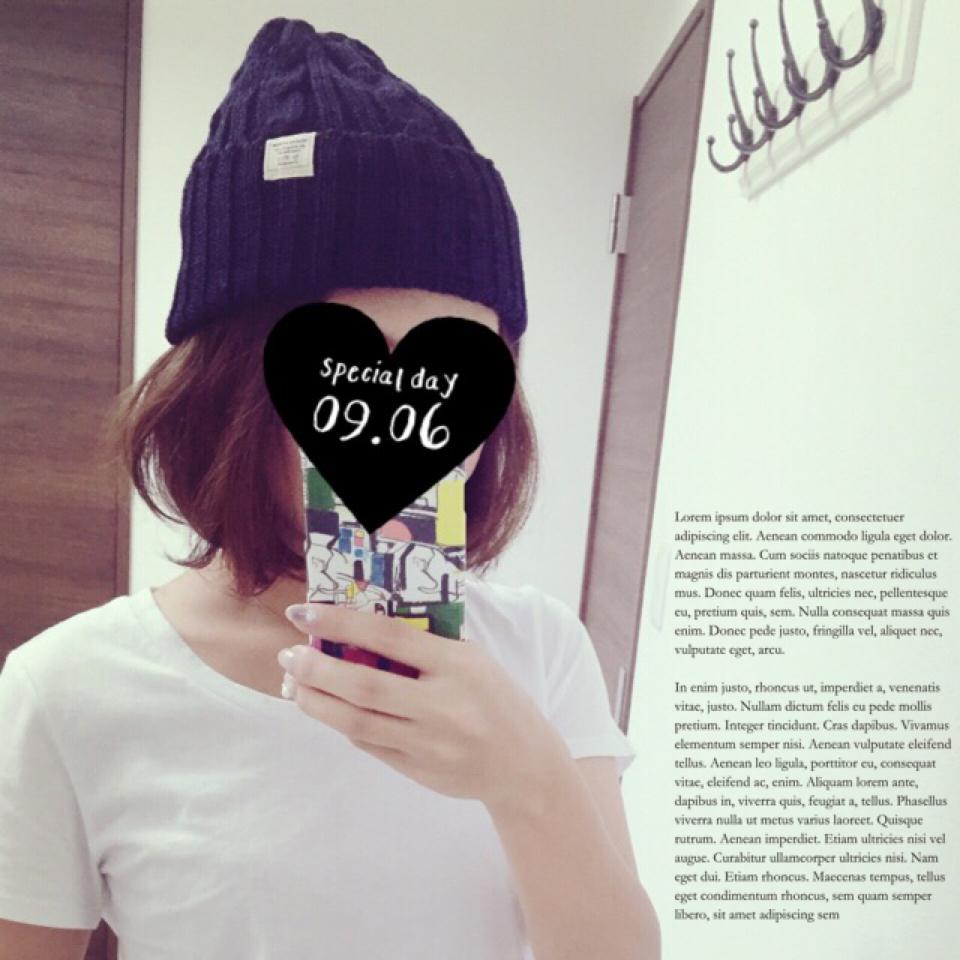 special day
09.06
Lorem ipsum dolor sit amet, consectetuer
adipiscing elit. Aenean commodo ligula eget dolor.
Aenean massa. Cum sociis natoque penatibus et
magnis dis parturient montes, nascetur ridiculus
mus. Donec quam felis, ultricies nec, pellentesque
eu, pretium quis, sem. Nulla consequat massa quis
enim. Donec pede justo, fringilla vel, aliquet nec,
vulputate eget, arcu.
In enim justo, rhoncus ut, imperdiet a, venenatis
vitae, justo. Nullam dictum felis eu pede mollis
pretium. Integer tincidunt. Cras dapibus. Vivamus
elementum semper nisi. Aenean vulputate eleifend
tellus. Aenean leo ligula, porttitor eu, consequat
vitae, eleifend ac, enim. Aliquam lorem ante,
dapibus in, viverra quis, feugiat a, tellus. Phasellus
viverra nulla ut metus varius laoreet. Quisque
rutrum. Aenean imperdiet. Etiam ultricies nisi vel
augue. Curabitur ullamcorper ultricies nisi. Nam
eget dui. Etiam rhoncus. Maecenas tempus, tellus
eget condimentum rhoncus, sem quam semper
libero, sit amet adipiscing sem